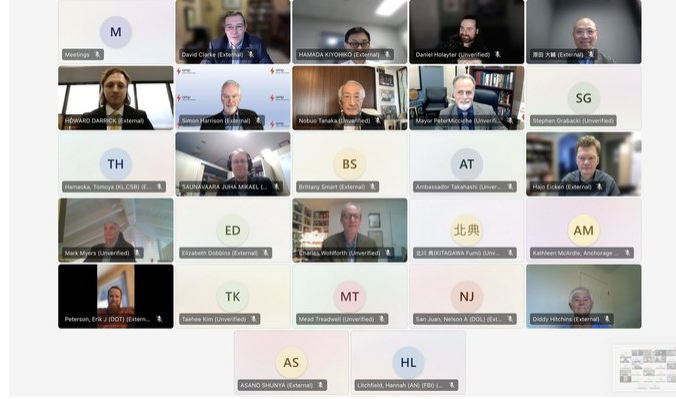 M
Meetings
David Clarke (External)
HAMADA KIYOHIKO (External)
Daniel Holayter (Unverified)
原田 大輔 (External)
HOWARD DARRICK (External)
Simon Harrison (External)
Nobuo Tanaka (Unverified)
Mayor Peter Micciche (Unverifi...
SG
Stephen Grabacki (Unverified)
TH
Hamaoka, Tomoya (KL CSB) (E...
SAUNAVAARA JUHA MIKAEL (...
BS
Brittany Smart (External)
AT
Ambassador Takahashi (Unver...
Hajo Eicken (External)
Mark Myers (Unverified)
ED
Elizabeth Dobbins (External)
Charles Wohlforth (Unverified)
北典
北川 典(KITAGAWA Fumi) (Unv...
AM
Kathleen McArdle, Anchorage ...
Peterson, Erik J (DOT) (Extern...
TK
Taehee Kim (Unverified)
MT
Mead Treadwell (Unverified)
NJ
San Juan, Nelson A (DOL) (Ext...
Diddy Hitchins (External)
AS
ASANO SHUNYA (External)
HL
Litchfield, Hannah (AN) (FBI) (...